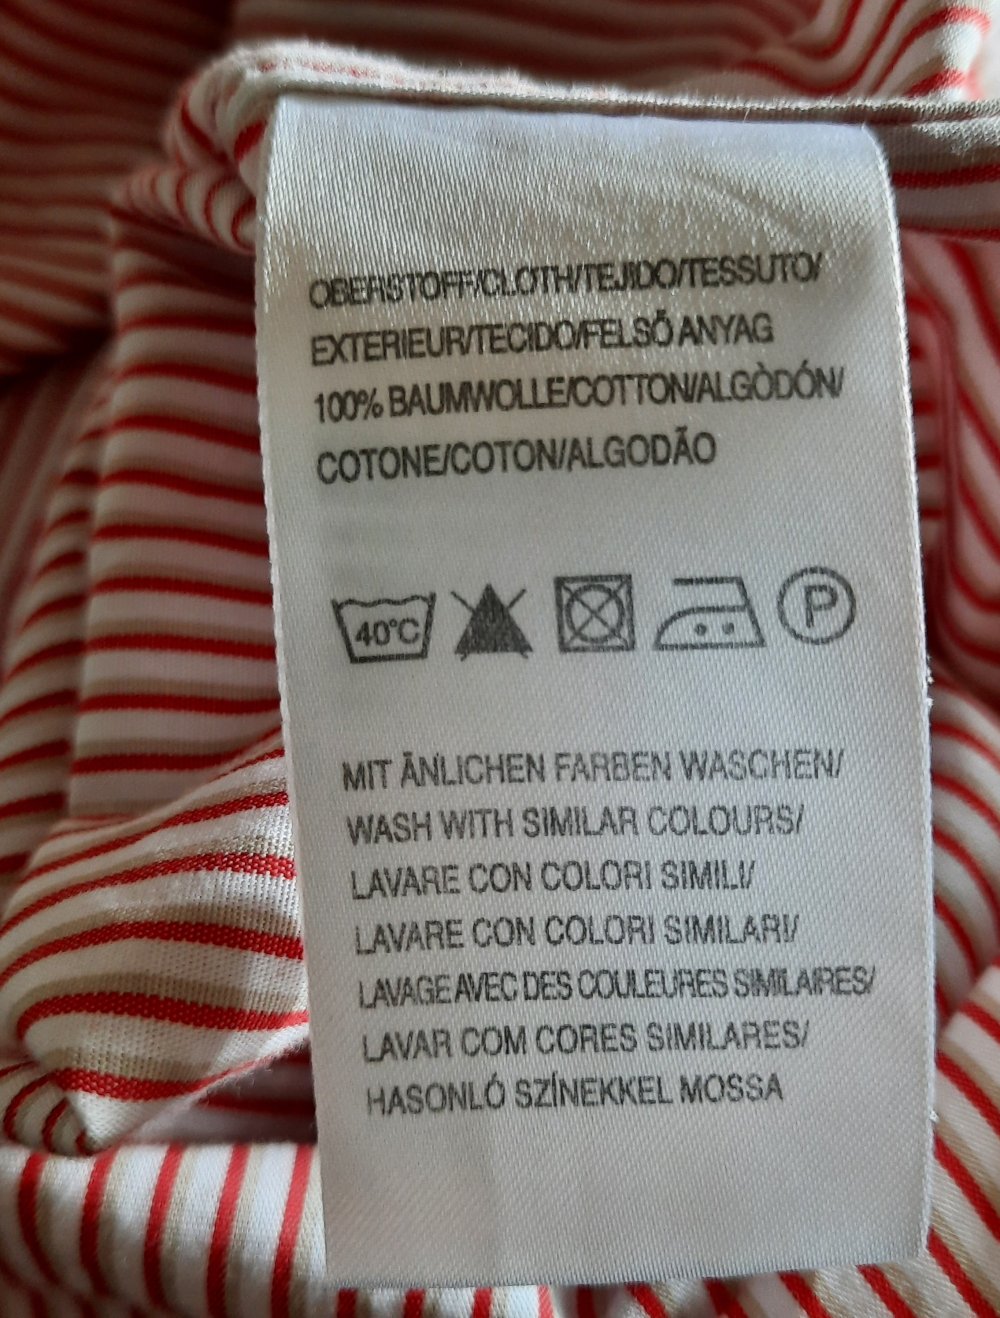 OBERSTOFF/CLOTH/TEJIDO/TESSUTO/
EXTERIEUR/TECIDO/FELSŐ ANYAG
100% BAUMWOLLE/COTTON/ALGÒDÓN/
COTONE/COTON/ALGODÃO
40°C P
MIT ÄNLICHEN FARBEN WASCHEN/
WASH WITH SIMILAR COLOURS/
LAVARE CON COLORI SIMILI/
LAVARE CON COLORI SIMILARI/
LAVAGE AVEC DES COULEURES SIMILAIRES/
LAVAR COM CORES SIMILARES/
HASONLÓ SZÍNEKKEL MOSSA